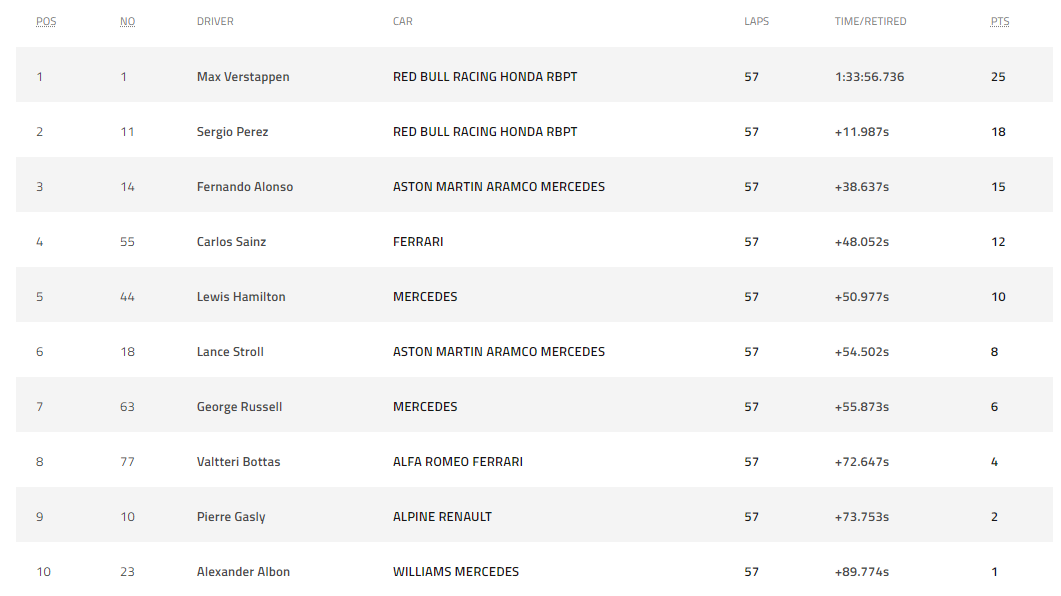 POS NO DRIVER CAR LAPS TIME/RETIRED PTS
1 1 Max Verstappen RED BULL RACING HONDA RBPT 57 1:33:56.736 25
2 11 Sergio Perez RED BULL RACING HONDA RBPT 57 +11.987s 18
3 14 Fernando Alonso ASTON MARTIN ARAMCO MERCEDES 57 +38.637s 15
4 55 Carlos Sainz FERRARI 57 +48.052s 12
5 44 Lewis Hamilton MERCEDES 57 +50.977s 10
6 18 Lance Stroll ASTON MARTIN ARAMCO MERCEDES 57 +54.502s 8
7 63 George Russell MERCEDES 57 +55.873s 6
8 77 Valtteri Bottas ALFA ROMEO FERRARI 57 +72.647s 4
9 10 Pierre Gasly ALPINE RENAULT 57 +73.753s 2
10 23 Alexander Albon WILLIAMS MERCEDES 57 +89.774s 1